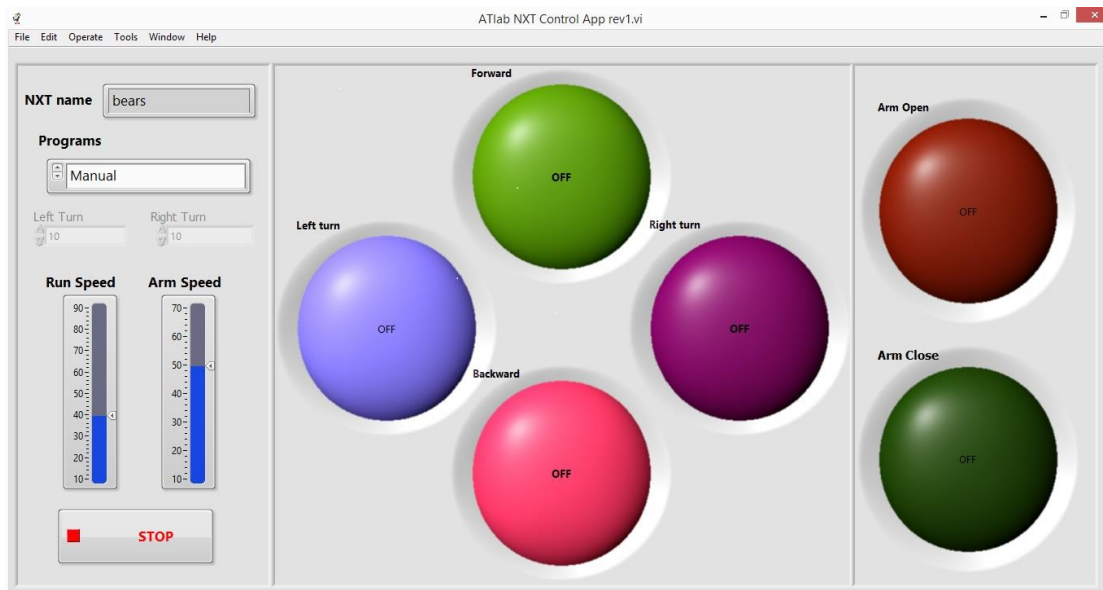 ATlab NXT Control App rev1.vi
File Edit Operate Tools Window Help
NXT name bears
Programs
Manual
Left Turn Right Turn
10 10
Run Speed Arm Speed
90
80
70
60
50
40
30
20
10
70
60
50
40
30
20
10
STOP
Forward
OFF
Left turn
OFF
Right turn
OFF
Backward
OFF
Arm Open
OFF
Arm Close
OFF